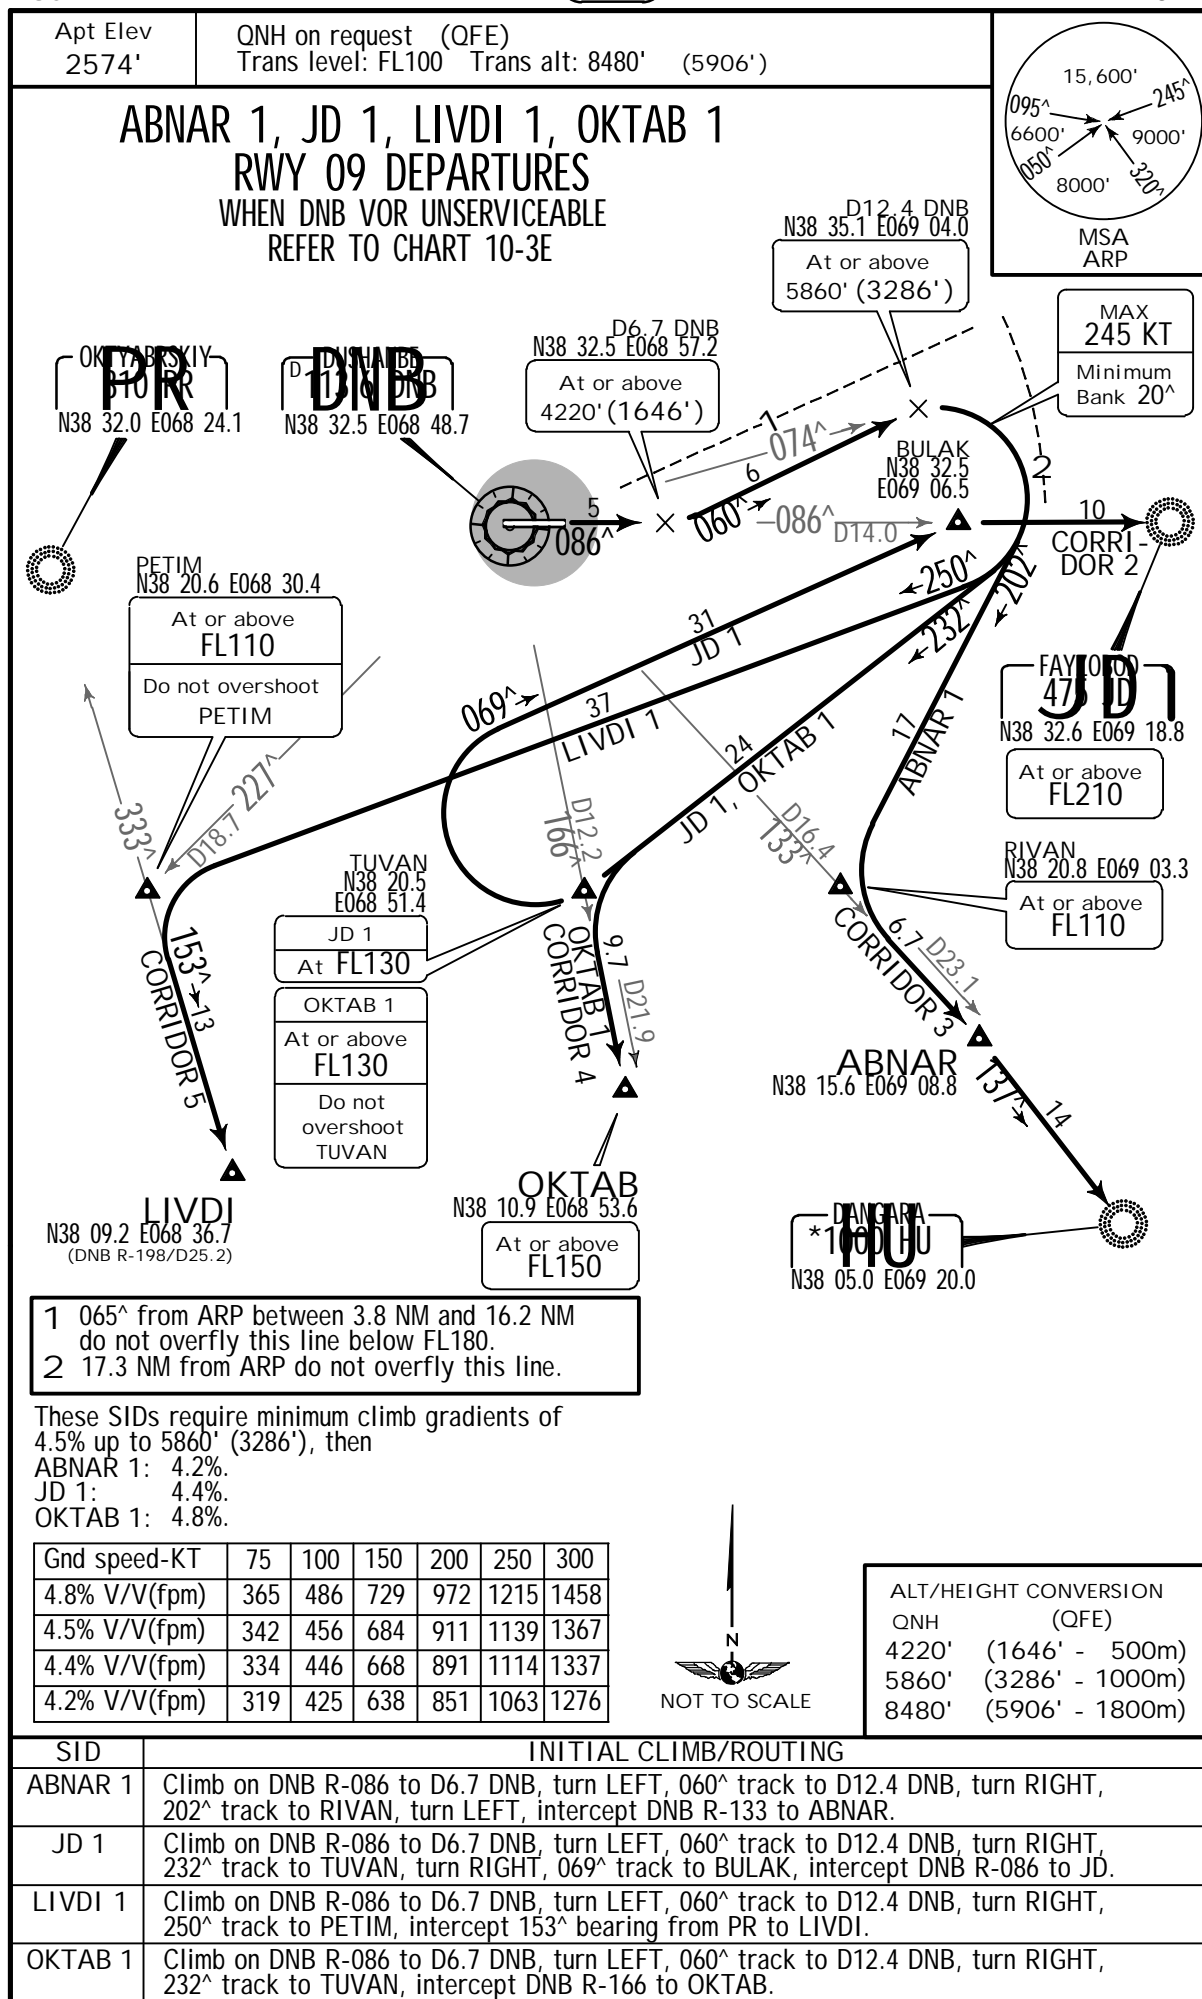 Apt Elev
2574'
QNH on request (QFE)
Trans level: FL100 Trans alt: 8480' (5906')
15,600'
095^
245^
6600'
9000'
050^
8000'
320^
MSA
ARP
ABNAR 1, JD 1, LIVDI 1, OKTAB 1
RWY 09 DEPARTURES
WHEN DNB VOR UNSERVICEABLE
REFER TO CHART 10-3E
D12.4 DNB
N38 35.1 E069 04.0
At or above
5860' (3286')
MAX
245 KT
Minimum
Bank 20^
D6.7 DNB
N38 32.5 E068 57.2
At or above
4220' (1646')
OKTYABRSKIY
310 PR
PR
N38 32.0 E068 24.1
DUSHANBE
D 113.6 DNB
DNB
N38 32.5 E068 48.7
1
074^
6
060^
5
086^
086^
D14.0
BULAK
N38 32.5
E069 06.5
2
10
CORRI-
DOR 2
250^
232^
202^
PETIM
N38 20.6 E068 30.4
At or above
FL110
Do not overshoot
PETIM
31
JD 1
069^
37
LIVDI 1
24
JD 1, OKTAB 1
17
ABNAR 1
FAYZOBOD
475 JD
JD 1
N38 32.6 E069 18.8
At or above
FL210
333^
D18.7
227^
D12.2
166^
D16.4
133^
RIVAN
N38 20.8 E069 03.3
At or above
FL110
TUVAN
N38 20.5
E068 51.4
JD 1
At FL130
OKTAB 1
At or above
FL130
Do not
overshoot
TUVAN
153^
13
CORRIDOR 5
9.7
OKTAB 1
CORRIDOR 4
D21.9
6.7
D23.1
CORRIDOR 3
ABNAR
N38 15.6 E069 08.8
137^
14
LIVDI
N38 09.2 E068 36.7
(DNB R-198/D25.2)
OKTAB
N38 10.9 E068 53.6
At or above
FL150
DANGARA
*1000 HU
HU
N38 05.0 E069 20.0
1 065^ from ARP between 3.8 NM and 16.2 NM
do not overfly this line below FL180.
2 17.3 NM from ARP do not overfly this line.
These SIDs require minimum climb gradients of
4.5% up to 5860' (3286'), then
ABNAR 1: 4.2%.
JD 1: 4.4%.
OKTAB 1: 4.8%.
Gnd speed-KT 75 100 150 200 250 300
4.8% V/V(fpm) 365 486 729 972 1215 1458
4.5% V/V(fpm) 342 456 684 911 1139 1367
4.4% V/V(fpm) 334 446 668 891 1114 1337
4.2% V/V(fpm) 319 425 638 851 1063 1276
N
NOT TO SCALE
ALT/HEIGHT CONVERSION
QNH (QFE)
4220' (1646' - 500m)
5860' (3286' - 1000m)
8480' (5906' - 1800m)
SID INITIAL CLIMB/ROUTING
ABNAR 1 Climb on DNB R-086 to D6.7 DNB, turn LEFT, 060^ track to D12.4 DNB, turn RIGHT,
202^ track to RIVAN, turn LEFT, intercept DNB R-133 to ABNAR.
JD 1 Climb on DNB R-086 to D6.7 DNB, turn LEFT, 060^ track to D12.4 DNB, turn RIGHT,
232^ track to TUVAN, turn RIGHT, 069^ track to BULAK, intercept DNB R-086 to JD.
LIVDI 1 Climb on DNB R-086 to D6.7 DNB, turn LEFT, 060^ track to D12.4 DNB, turn RIGHT,
250^ track to PETIM, intercept 153^ bearing from PR to LIVDI.
OKTAB 1 Climb on DNB R-086 to D6.7 DNB, turn LEFT, 060^ track to D12.4 DNB, turn RIGHT,
232^ track to TUVAN, intercept DNB R-166 to OKTAB.